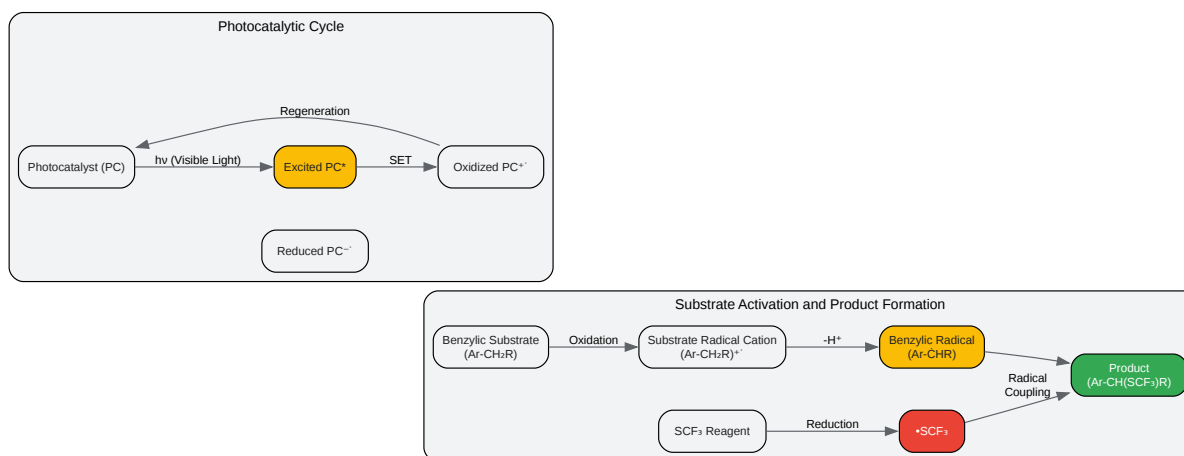 Photocatalytic Cycle
Regeneration
Photocatalyst (PC)
hν (Visible Light)
Excited PC*
SET
Oxidized PC⁺˙
Reduced PC⁻˙
Substrate Activation and Product Formation
Benzylic Substrate
(Ar-CH₂R)
Oxidation
Substrate Radical Cation
(Ar-CH₂R)⁺˙
-H⁺
Benzylic Radical
(Ar-ĊHR)
Product
(Ar-CH(SCF₃)R)
Radical
Coupling
SCF₃ Reagent
Reduction
•SCF₃